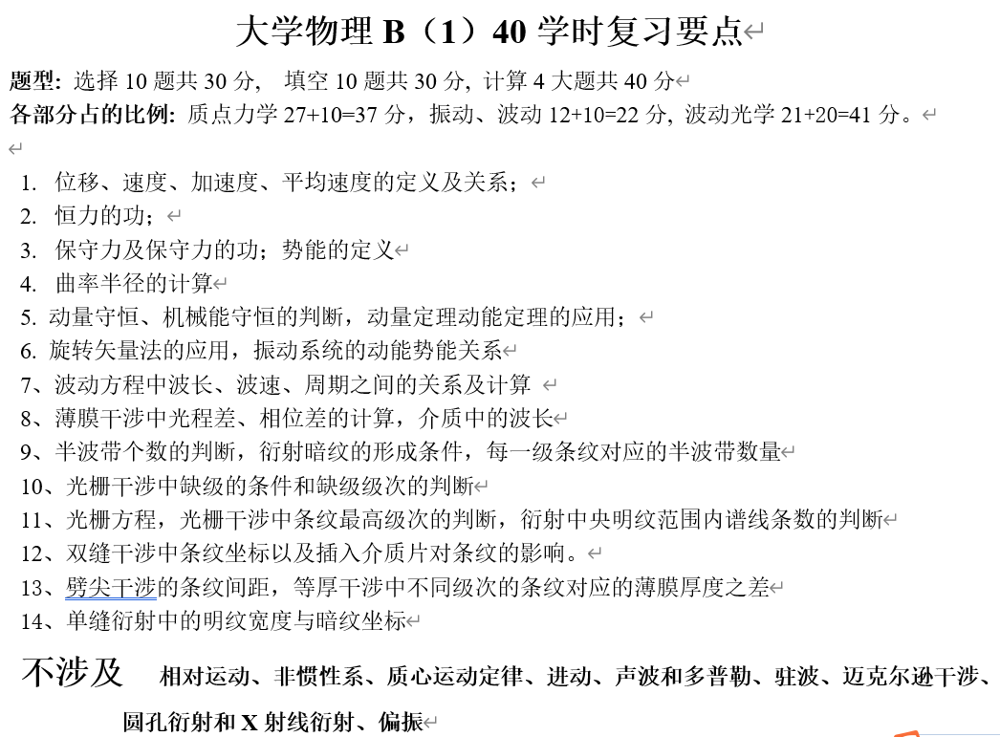 大学物理 B（1）40 学时复习要点
题型: 选择 10 题共 30 分, 填空 10 题共 30 分, 计算 4 大题共 40 分
各部分占的比例: 质点力学 27+10=37 分，振动、波动 12+10=22 分, 波动光学 21+20=41 分。
1. 位移、速度、加速度、平均速度的定义及关系；
2. 恒力的功；
3. 保守力及保守力的功；势能的定义
4. 曲率半径的计算
5. 动量守恒、机械能守恒的判断，动量定理动能定理的应用；
6. 旋转矢量法的应用，振动系统的动能势能关系
7、波动方程中波长、波速、周期之间的关系及计算
8、薄膜干涉中光程差、相位差的计算，介质中的波长
9、半波带个数的判断，衍射暗纹的形成条件，每一级条纹对应的半波带数量
10、光栅干涉中缺级的条件和缺级级次的判断
11、光栅方程，光栅干涉中条纹最高级次的判断，衍射中央明纹范围内谱线条数的判断
12、双缝干涉中条纹坐标以及插入介质片对条纹的影响。
13、劈尖干涉的条纹间距，等厚干涉中不同级次的条纹对应的薄膜厚度之差
14、单缝衍射中的明纹宽度与暗纹坐标
不涉及 相对运动、非惯性系、质心运动定律、进动、声波和多普勒、驻波、迈克尔逊干涉、
圆孔衍射和 X 射线衍射、偏振